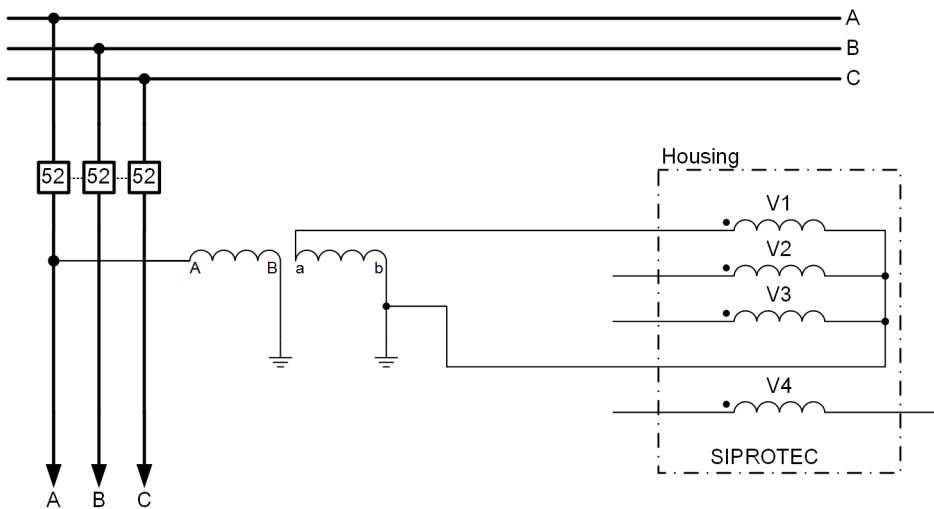 A
B
C
52 52 52
Housing
V1
V2
A B a b
V3
V4
SIPROTEC
A B C